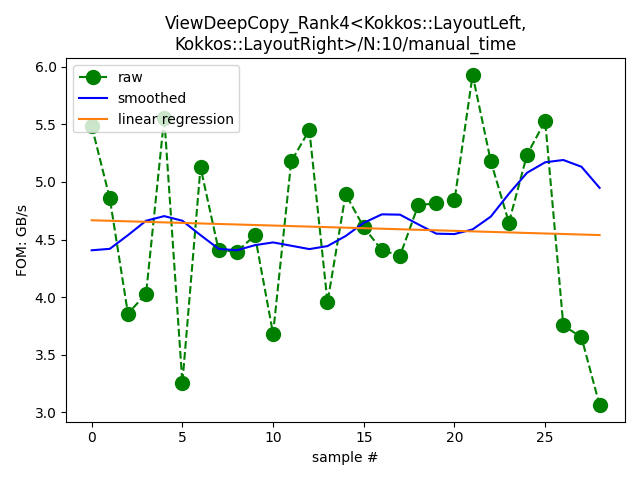 ViewDeepCopy_Rank4<Kokkos::LayoutLeft,
Kokkos::LayoutRight>/N:10/manual_time
raw
smoothed
linear regression
FOM: GB/s
6.0
5.5
5.0
4.5
4.0
3.5
3.0
0
5
10
15
20
25
sample #